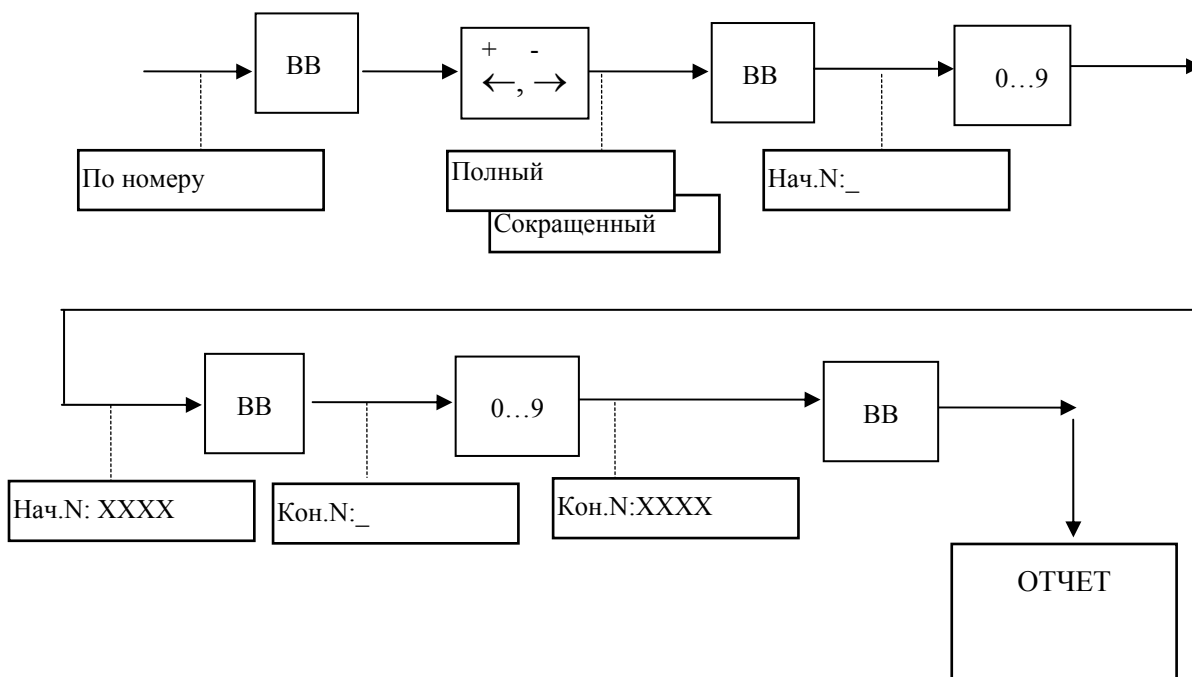 ВВ
+ -
←, →
ВВ
0…9
По номеру
Полный
Сокращенный
Нач.N:_
ВВ
0…9
ВВ
Нач.N: XXXX
Кон.N:_
Кон.N:XXXX
ОТЧЕТ